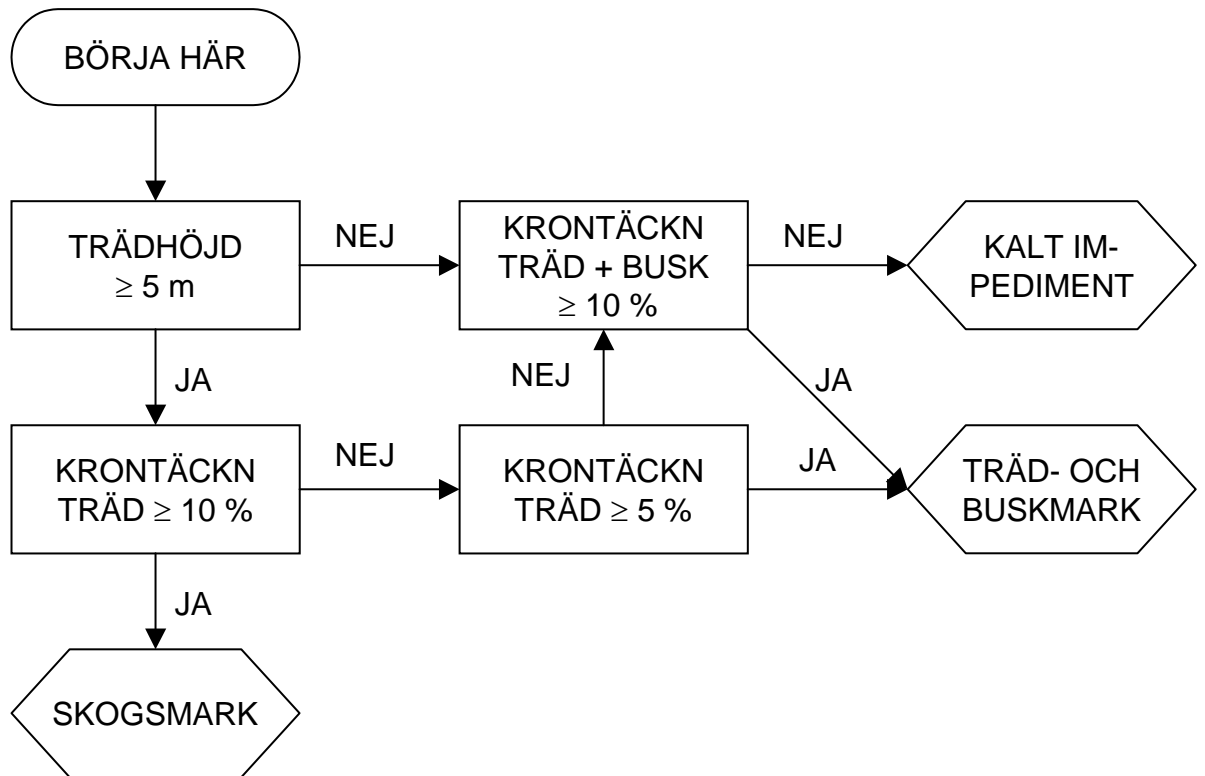 BÖRJA HÄR
TRÄDHÖJD
≥ 5 m
NEJ
KRONTÄCKN
TRÄD + BUSK
≥ 10 %
NEJ
KALT IM-
PEDIMENT
JA
NEJ
JA
KRONTÄCKN
TRÄD ≥ 10 %
NEJ
KRONTÄCKN
TRÄD ≥ 5 %
JA
TRÄD- OCH
BUSKMARK
JA
SKOGSMARK